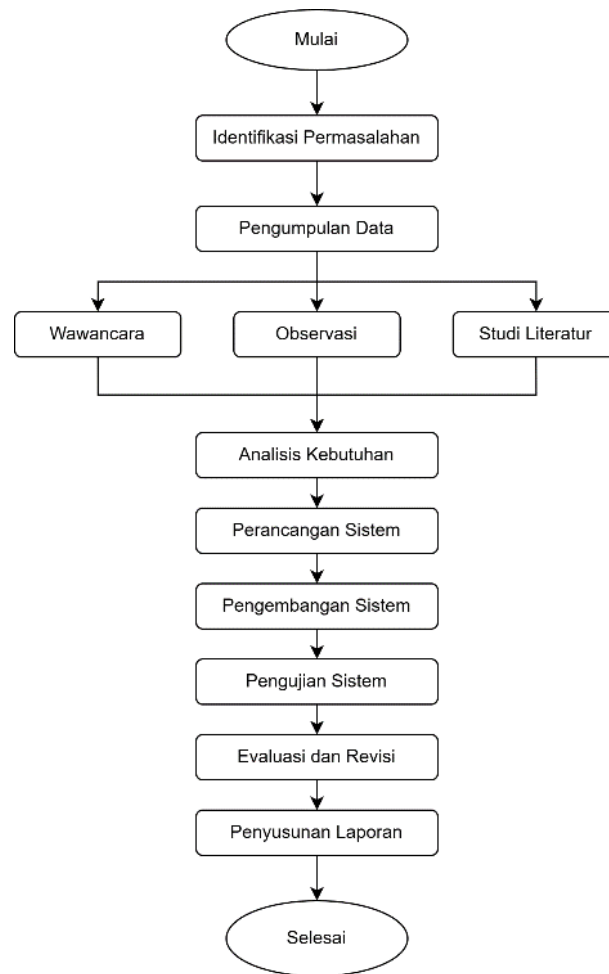 Mulai
Identifikasi Permasalahan
Pengumpulan Data
Wawancara
Observasi
Studi Literatur
Analisis Kebutuhan
Perancangan Sistem
Pengembangan Sistem
Pengujian Sistem
Evaluasi dan Revisi
Penyusunan Laporan
Selesai